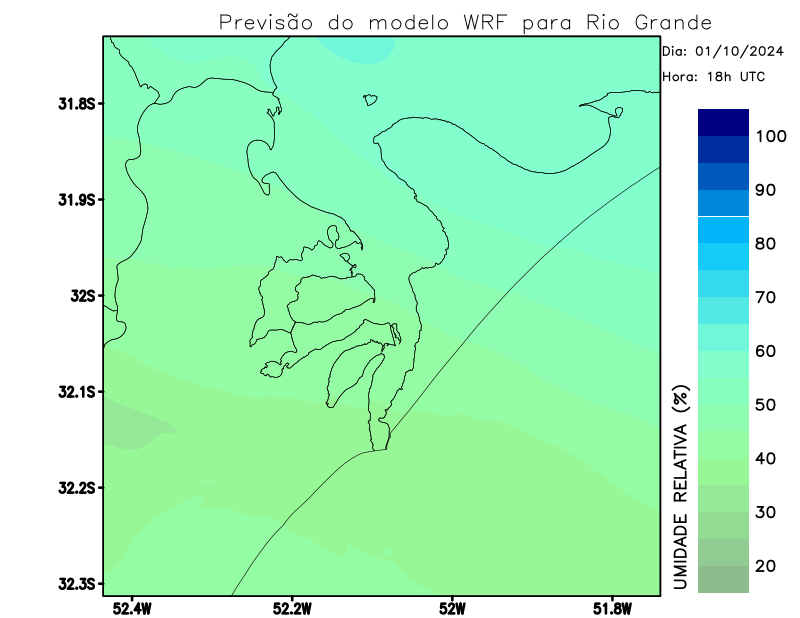 Previsão do modelo WRF para Rio Grande
Dia: 01/10/2024
Hora: 18h UTC
31.8S
31.9S
32S
32.1S
32.2S
32.3S
52.4W
52.2W
52W
51.8W
100
90
80
70
60
50
40
30
20
UMIDADE RELATIVA (%)